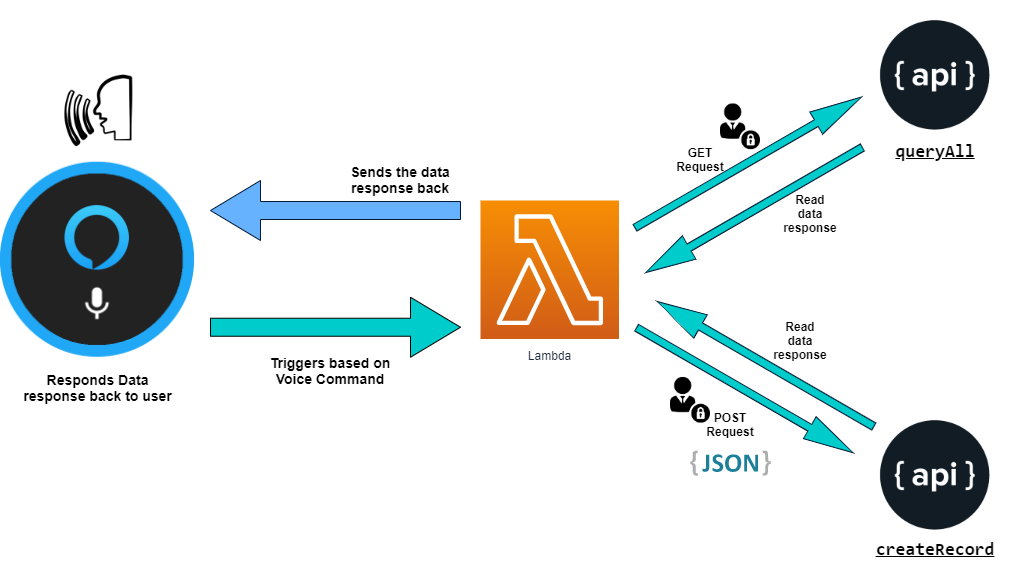 { api }
queryAll
GET
Request
Read
data
response
Sends the data
response back
Lambda
Triggers based on
Voice Command
Responds Data
response back to user
Read
data
response
POST
Request
{JSON}
{ api }
createRecord